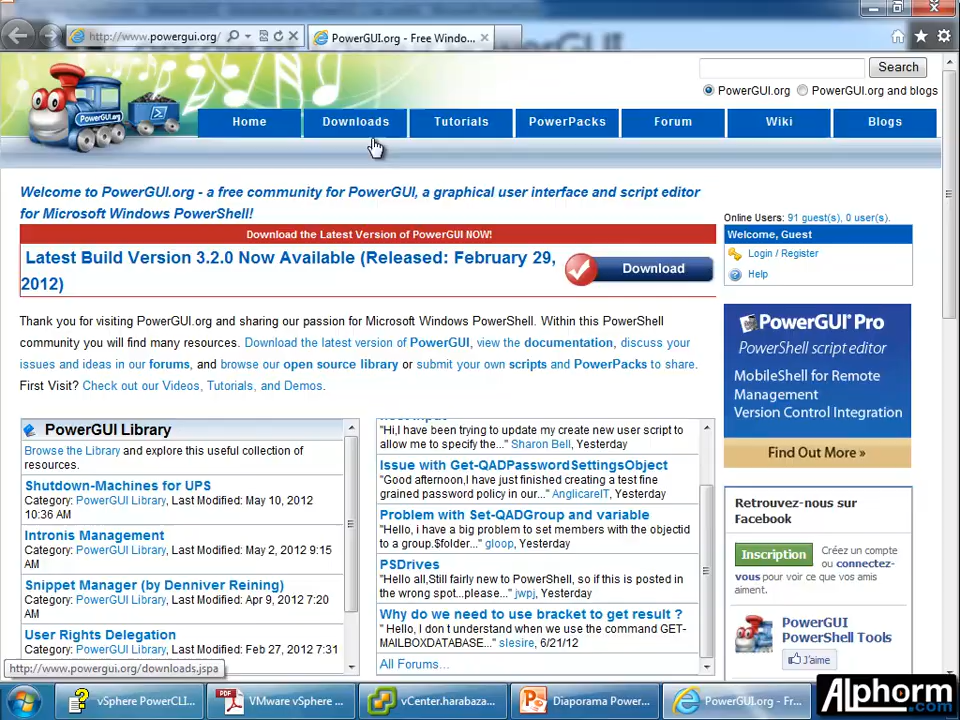 http://www.powergui.org/
PowerGUI.org - Free Windo...
Search
PowerGUI.org
PowerGUI.org and blogs
PowerGUI.org
Home
Downloads
Tutorials
PowerPacks
Forum
Wiki
Blogs
Welcome to PowerGUI.org - a free community for PowerGUI, a graphical user interface and script editor
for Microsoft Windows PowerShell!
Download the Latest Version of PowerGUI NOW!
Latest Build Version 3.2.0 Now Available (Released: February 29,
2012)
Download
Online Users: 91 guest(s), 0 user(s).
Welcome, Guest
Login / Register
Help
Thank you for visiting PowerGUI.org and sharing our passion for Microsoft Windows PowerShell. Within this PowerShell
community you will find many resources. Download the latest version of PowerGUI, view the documentation, discuss your
issues and ideas in our forums, and browse our open source library or submit your own scripts and PowerPacks to share.
First Visit? Check out our Videos, Tutorials, and Demos.
PowerGUI Pro
PowerShell script editor
MobileShell for Remote
Management
Version Control Integration
Find Out More »
PowerGUI Library
Browse the Library and explore this useful collection of
resources.
Shutdown-Machines for UPS
Category: PowerGUI Library, Last Modified: May 10, 2012
10:36 AM
Intronis Management
Category: PowerGUI Library, Last Modified: May 2, 2012 9:15
AM
Snippet Manager (by Denniver Reining)
Category: PowerGUI Library, Last Modified: Apr 9, 2012 7:20
AM
User Rights Delegation
Category: PowerGUI Library, Last Modified: Feb 27, 2012 7:31
"Hi,I have been trying to update my create new user script to
allow me to specify the..." Sharon Bell, Yesterday
Issue with Get-QADPasswordSettingsObject
"Good afternoon,I have just finished creating a test fine
grained password policy in our..." AnglicareIT, Yesterday
Problem with Set-QADGroup and variable
"Hello, i have a big problem to set members with the objectid
to a group.$folder..." gloop, Yesterday
PSDrives
"Hello all,Still fairly new to PowerShell, so if this is posted in
the wrong spot...please..." jwpj, Yesterday
Why do we need to use bracket to get result ?
" Hello, I don't understand when we use the command GET-
MAILBOXDATABASE..." slesire, 6/21/12
All Forums...
Retrouvez-nous sur
Facebook
Inscription
Créez un compte
ou connectez-
vous pour voir ce que vos amis
aiment.
PowerGUI
PowerShell Tools
J'aime
http://www.powergui.org/downloads.jspa
vSphere PowerCLI...
VMware vSphere ...
vCenter.harabaza...
Diaporama Power...
PowerGUI.org - Fr...
Alphorm
.com